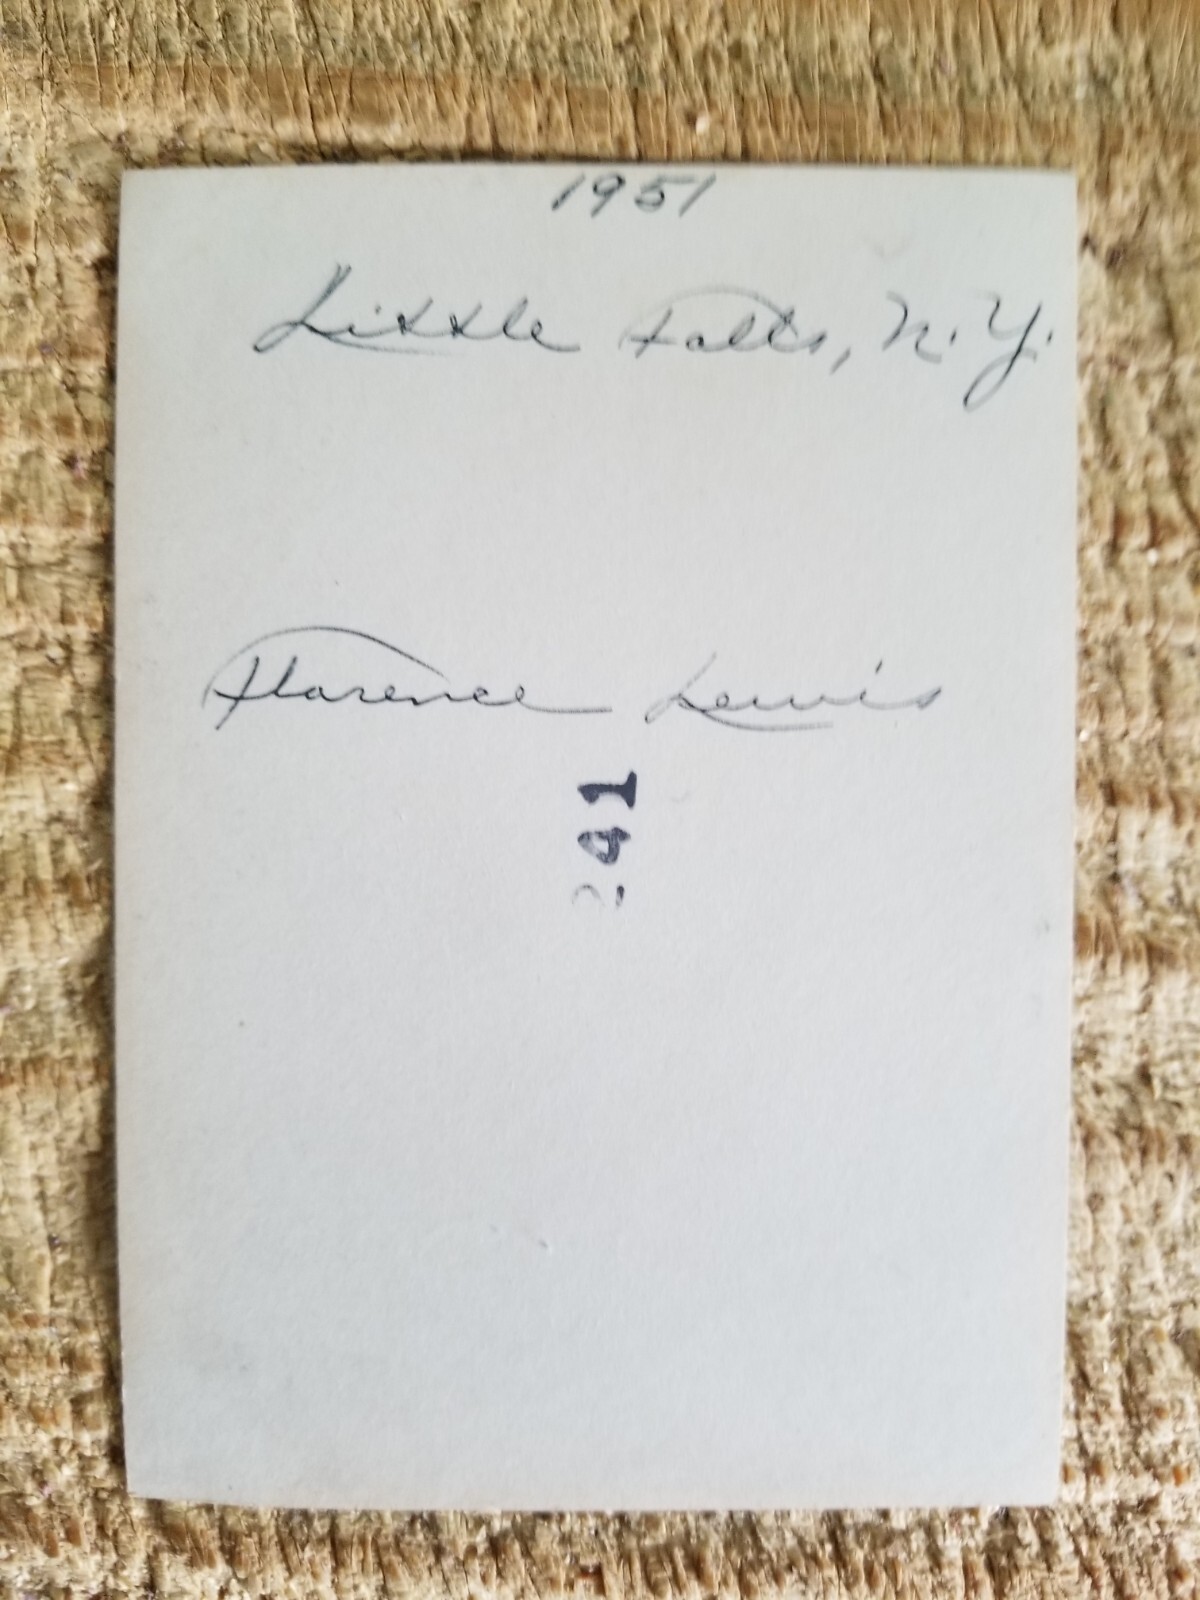 1951
Little Falls, N.Y.
Florence Lewis
241